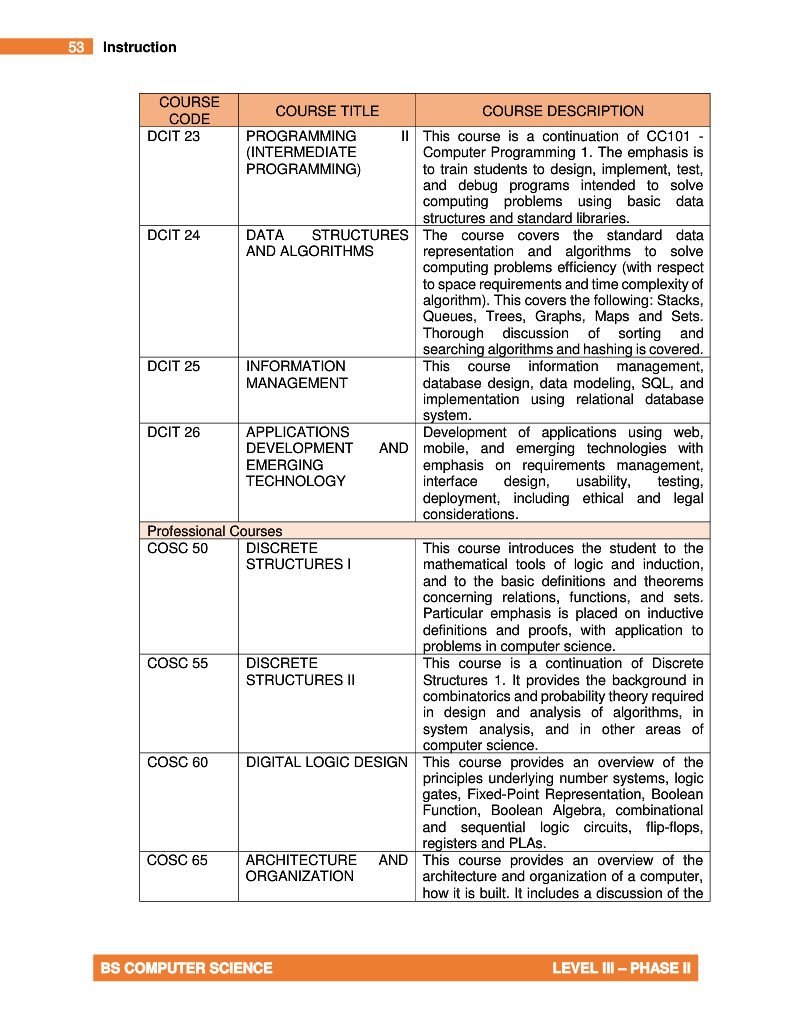 53 Instruction
COURSE CODE COURSE TITLE COURSE DESCRIPTION
DCIT 23 PROGRAMMING II This course is a continuation of CC101 -
(INTERMEDIATE Computer Programming 1. The emphasis is
PROGRAMMING) to train students to design, implement, test,
and debug programs intended to solve
computing problems using basic data
structures and standard libraries.
DCIT 24 DATA STRUCTURES The course covers the standard data
AND ALGORITHMS representation and algorithms to solve
computing problems efficiency (with respect
to space requirements and time complexity of
algorithm). This covers the following: Stacks,
Queues, Trees, Graphs, Maps and Sets.
Thorough discussion of sorting and
searching algorithms and hashing is covered.
DCIT 25 INFORMATION This course information management,
MANAGEMENT database design, data modeling, SQL, and
implementation using relational database
system.
DCIT 26 APPLICATIONS Development of applications using web,
DEVELOPMENT AND mobile, and emerging technologies with
EMERGING emphasis on requirements management,
TECHNOLOGY interface design, usability, testing,
deployment, including ethical and legal
considerations.
Professional Courses
COSC 50 DISCRETE This course introduces the student to the
STRUCTURES I mathematical tools of logic and induction,
and to the basic definitions and theorems
concerning relations, functions, and sets.
Particular emphasis is placed on inductive
definitions and proofs, with application to
problems in computer science.
COSC 55 DISCRETE This course is a continuation of Discrete
STRUCTURES II Structures 1. It provides the background in
combinatorics and probability theory required
in design and analysis of algorithms, in
system analysis, and in other areas of
computer science.
COSC 60 DIGITAL LOGIC DESIGN This course provides an overview of the
principles underlying number systems, logic
gates, Fixed-Point Representation, Boolean
Function, Boolean Algebra, combinational
and sequential logic circuits, flip-flops,
registers and PLAs.
COSC 65 ARCHITECTURE AND This course provides an overview of the
ORGANIZATION architecture and organization of a computer,
how it is built. It includes a discussion of the
BS COMPUTER SCIENCE LEVEL III – PHASE II